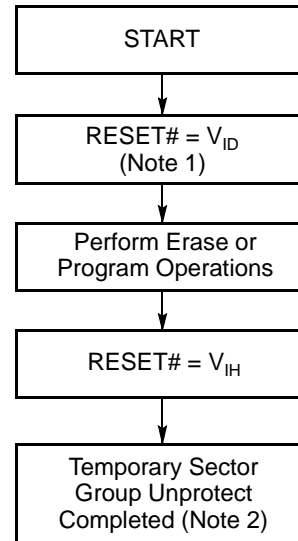 START
RESET# = V_ID
(Note 1)
Perform Erase or
Program Operations
RESET# = V_IH
Temporary Sector
Group Unprotect
Completed (Note 2)